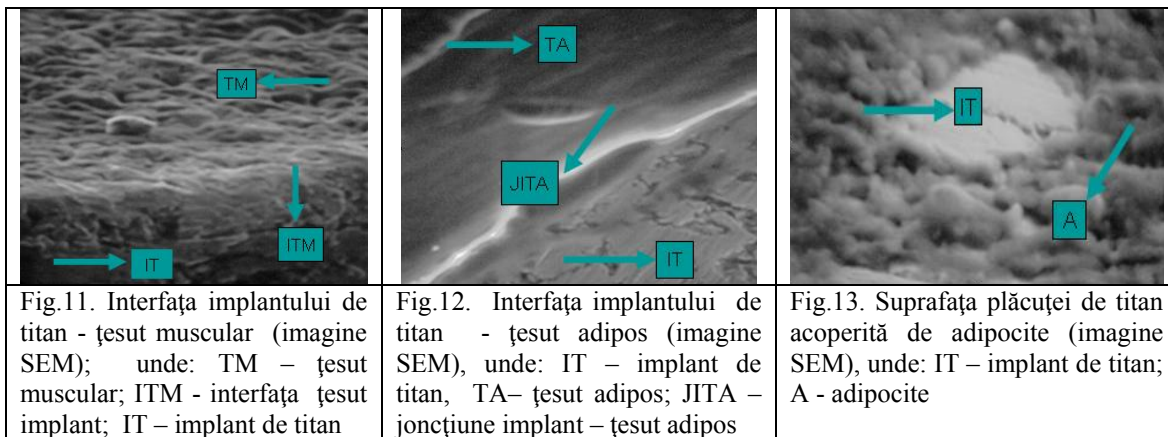 TM
ITM
IT
TA
JITA
IT
IT
A
Fig.11. Interfaţa implantului de
titan - ţesut muscular (imagine
SEM); unde: TM – ţesut
muscular; ITM - interfaţa ţesut
implant; IT – implant de titan
Fig.12. Interfaţa implantului de
titan - ţesut adipos (imagine
SEM), unde: IT – implant de
titan, TA– ţesut adipos; JITA –
joncţiune implant – ţesut adipos
Fig.13. Suprafaţa plăcuţei de titan
acoperită de adipocite (imagine
SEM), unde: IT – implant de titan;
A - adipocite